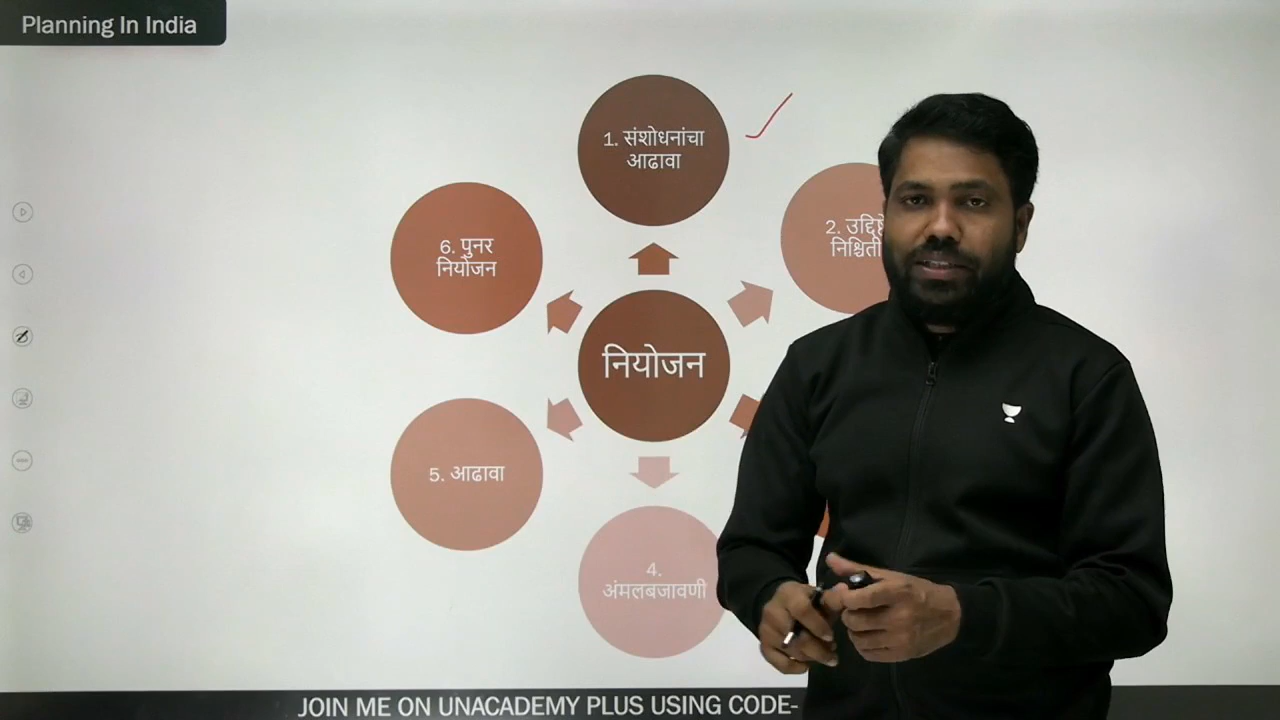 Planning In India
1. संशोधनांचा
आढावा
2.
निश्चिती
6. पुनर
नियोजन
नियोजन
5. आढावा
4.
अंमलबजावणी
JOIN ME ON UNACADEMY PLUS USING CODE-